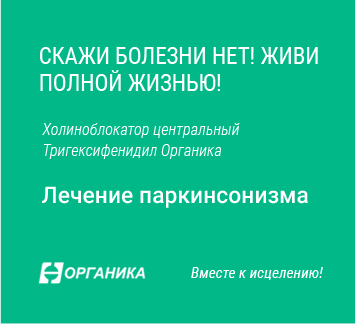 СКАЖИ БОЛЕЗНИ НЕТ! ЖИВИ
ПОЛНОЙ ЖИЗНЬЮ!
Холиноблокатор центральный
Тригексифенидил Органика
Лечение паркинсонизма
ОРГАНИКА
Вместе к исцелению!